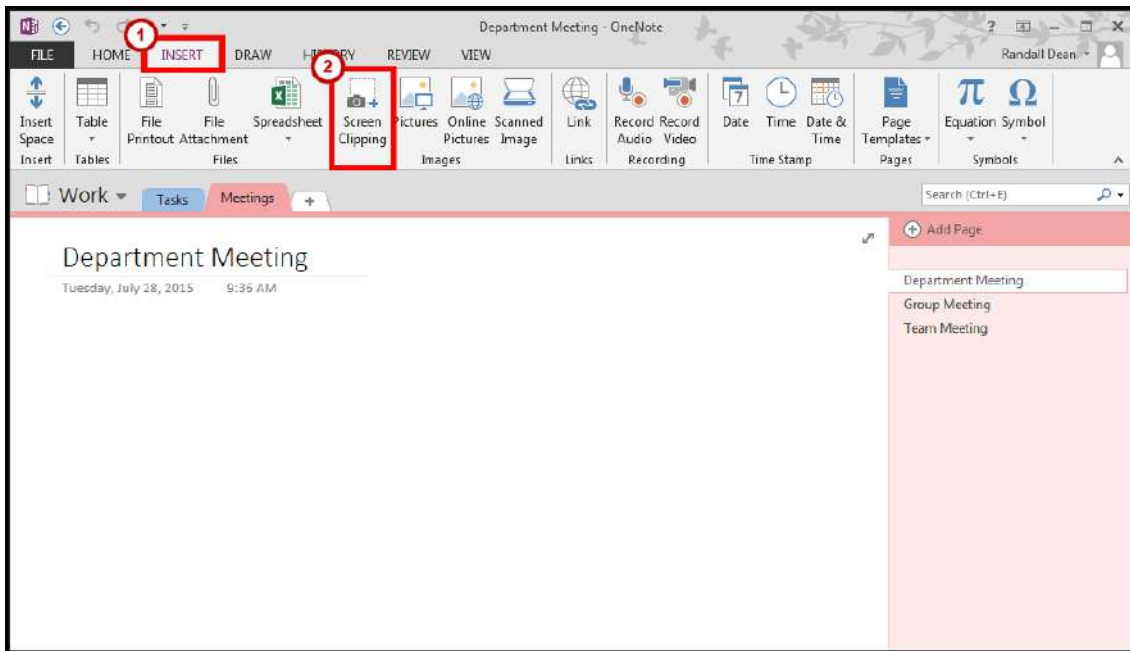 Department Meeting - OneNote
FILE HOME INSERT DRAW HISTORY REVIEW VIEW
Randall Dean
1
2
Insert Space
Table
File Printout
File Attachment
Spreadsheet
Screen Clipping
Pictures
Online Pictures
Scanned Image
Link
Record Audio
Record Video
Date
Time
Date & Time
Page Templates
Equation
Symbol
Insert Tables Files Images Links Recording Time Stamp Pages Symbols
Work Tasks Meetings +
Search (Ctrl+E)
Add Page
Department Meeting
Tuesday, July 28, 2015 9:36 AM
Department Meeting
Group Meeting
Team Meeting